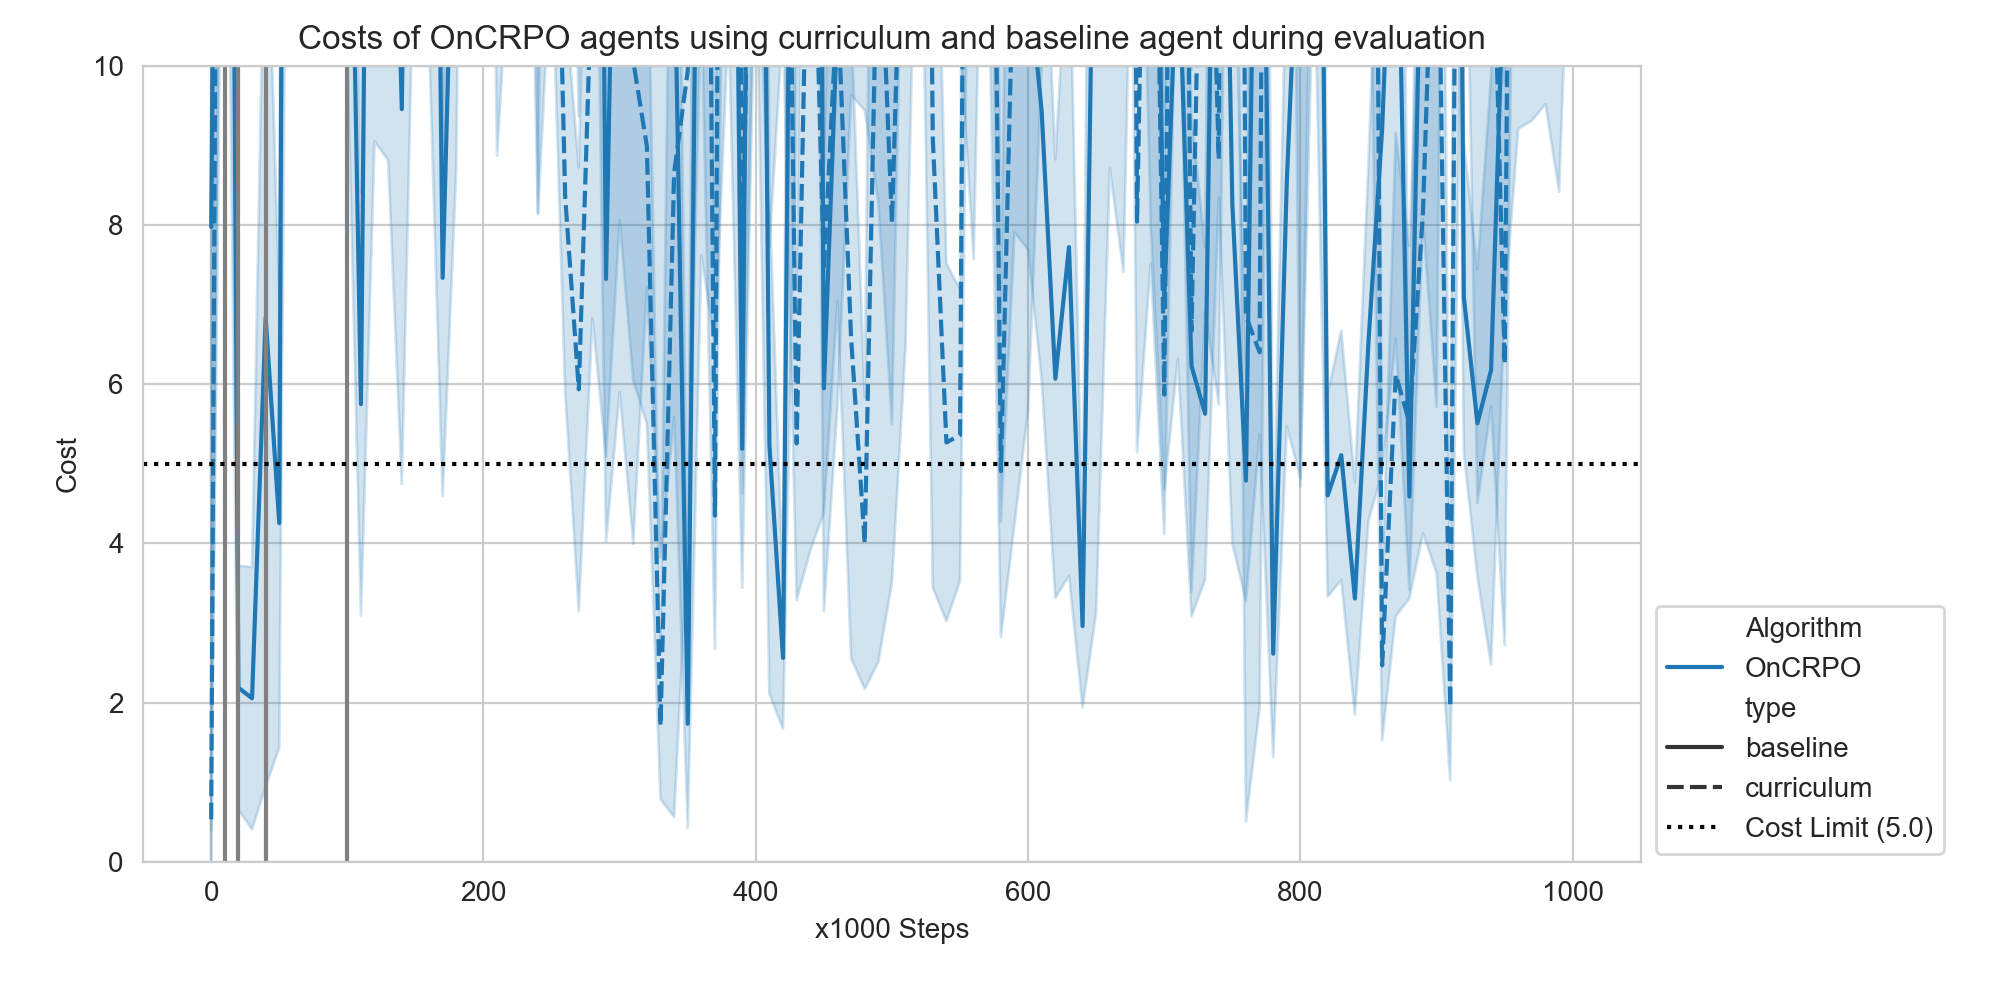 Costs of OnCRPO agents using curriculum and baseline agent during evaluation
10
8
6
4
2
0
Cost
0 200 400 600 800 1000
x1000 Steps
Algorithm
OnCRPO
type
baseline
curriculum
Cost Limit (5.0)